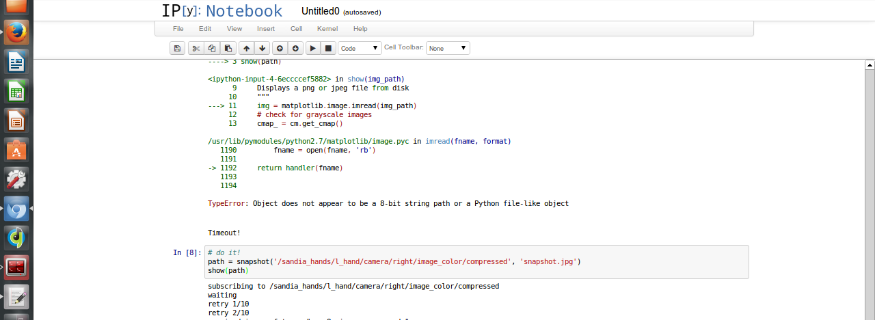 IP[y]: Notebook Untitled0 (autosaved)
File Edit View Insert Cell Kernel Help
Code Cell Toolbar: None
----> 3 show(path)
<ipython-input-4-6eccccef5882> in show(img_path)
9 Displays a png or jpeg file from disk
10 """
---> 11 img = matplotlib.image.imread(img_path)
12 # check for grayscale images
13 cmap_ = cm.get_cmap()
/usr/lib/pymodules/python2.7/matplotlib/image.pyc in imread(fname, format)
1190 fname = open(fname, 'rb')
1191
-> 1192 return handler(fname)
1193
1194
TypeError: Object does not appear to be a 8-bit string path or a Python file-like object
Timeout!
In [8]: # do it!
path = snapshot('/sandia_hands/l_hand/camera/right/image_color/compressed', 'snapshot.jpg')
show(path)
subscribing to /sandia_hands/l_hand/camera/right/image_color/compressed
waiting
retry 1/10
retry 2/10